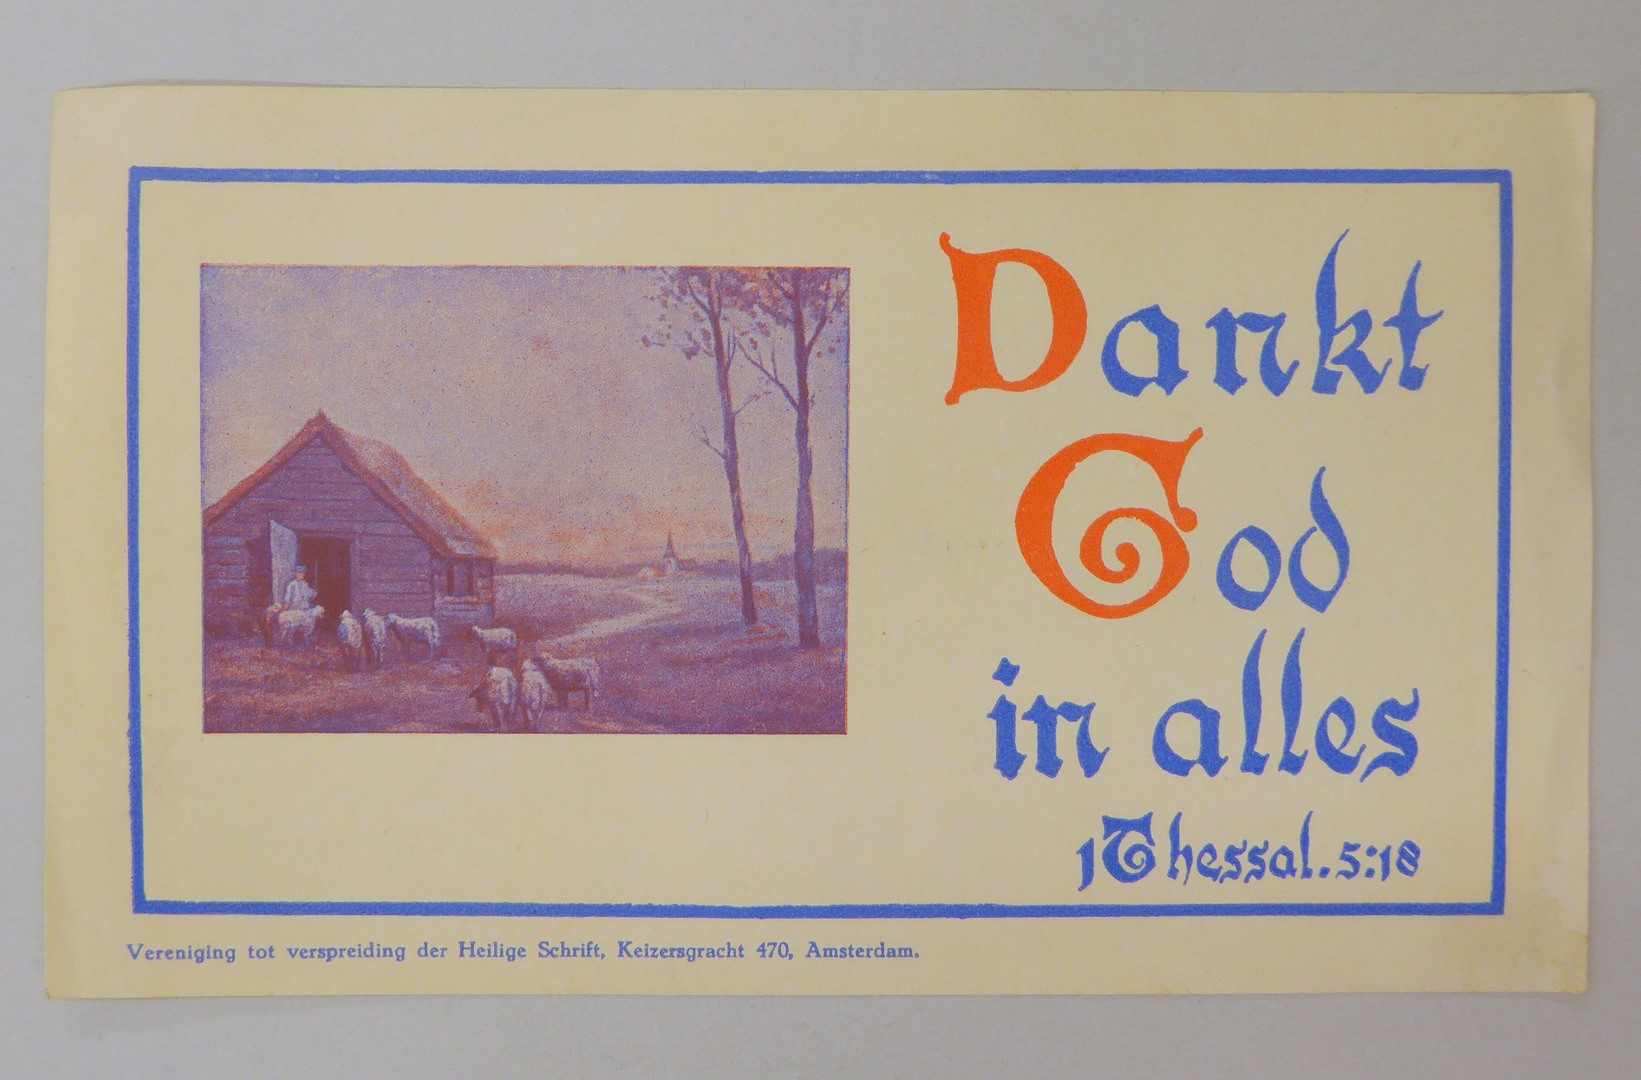 Dankt
God
in alles
1 Thessal. 5:18
Vereniging tot verspreiding der Heilige Schrift, Keizersgracht 470, Amsterdam.